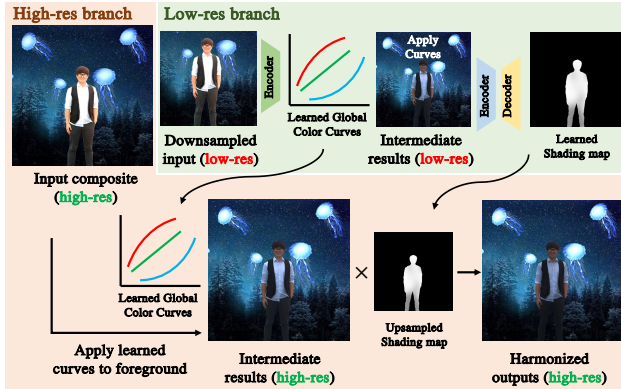 High-res branch
Low-res branch
Encoder
Learned Global
Color Curves
Apply
Curves
Encoder
Decoder
Downsampled
input (low-res)
Intermediate
results (low-res)
Learned
Shading map
Input composite
(high-res)
Learned Global
Color Curves
×
Upsampled
Shading map
Apply learned
curves to foreground
Intermediate
results (high-res)
Harmonized
outputs (high-res)